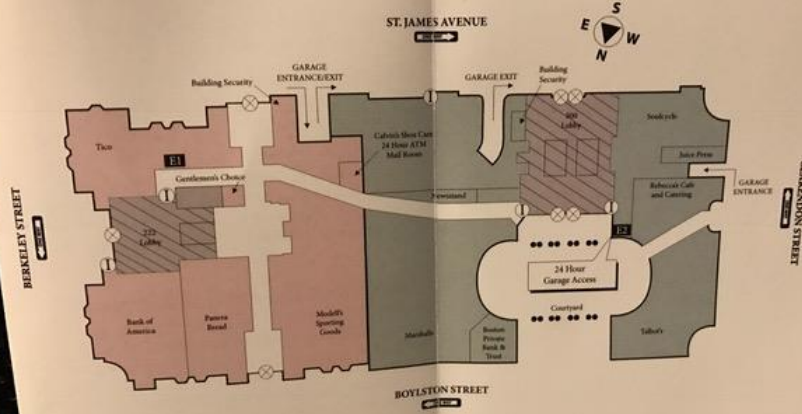 ST. JAMES AVENUE
S
E
W
N
GARAGE
ENTRANCE/EXIT
GARAGE EXIT
Building
Security
Building Security
Tico
E1
Gentlemen's Choice
Calvin's Shoe Care
24 Hour ATM
Mail Room
Newsstand
Lobby
Soulcycle
Juice Press
Rebecca's Café
and Catering
GARAGE
ENTRANCE
E2
222
Lobby
24 Hour
Garage Access
Courtyard
Bank of
America
Panera
Bread
Modell's
Sporting
Goods
Marshalls
Boston
Private
Bank &
Trust
Talbot's
BERKELEY STREET
BOYLSTON STREET
STREET